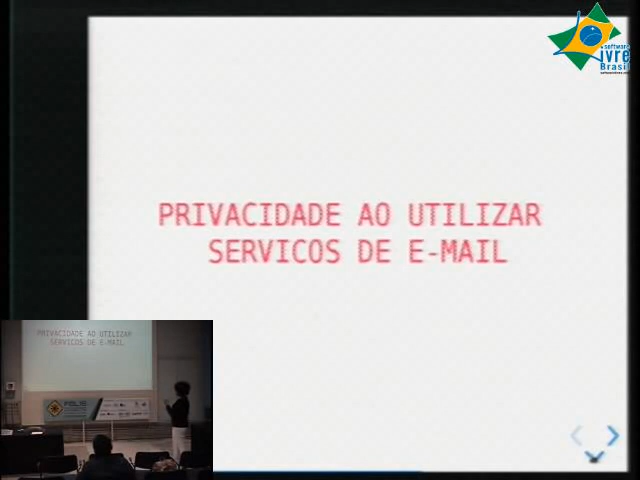 software
livre
Brasil
PRIVACIDADE AO UTILIZAR
SERVICOS DE E-MAIL
PRIVACIDADE AO UTILIZAR
SERVICOS DE E-MAIL